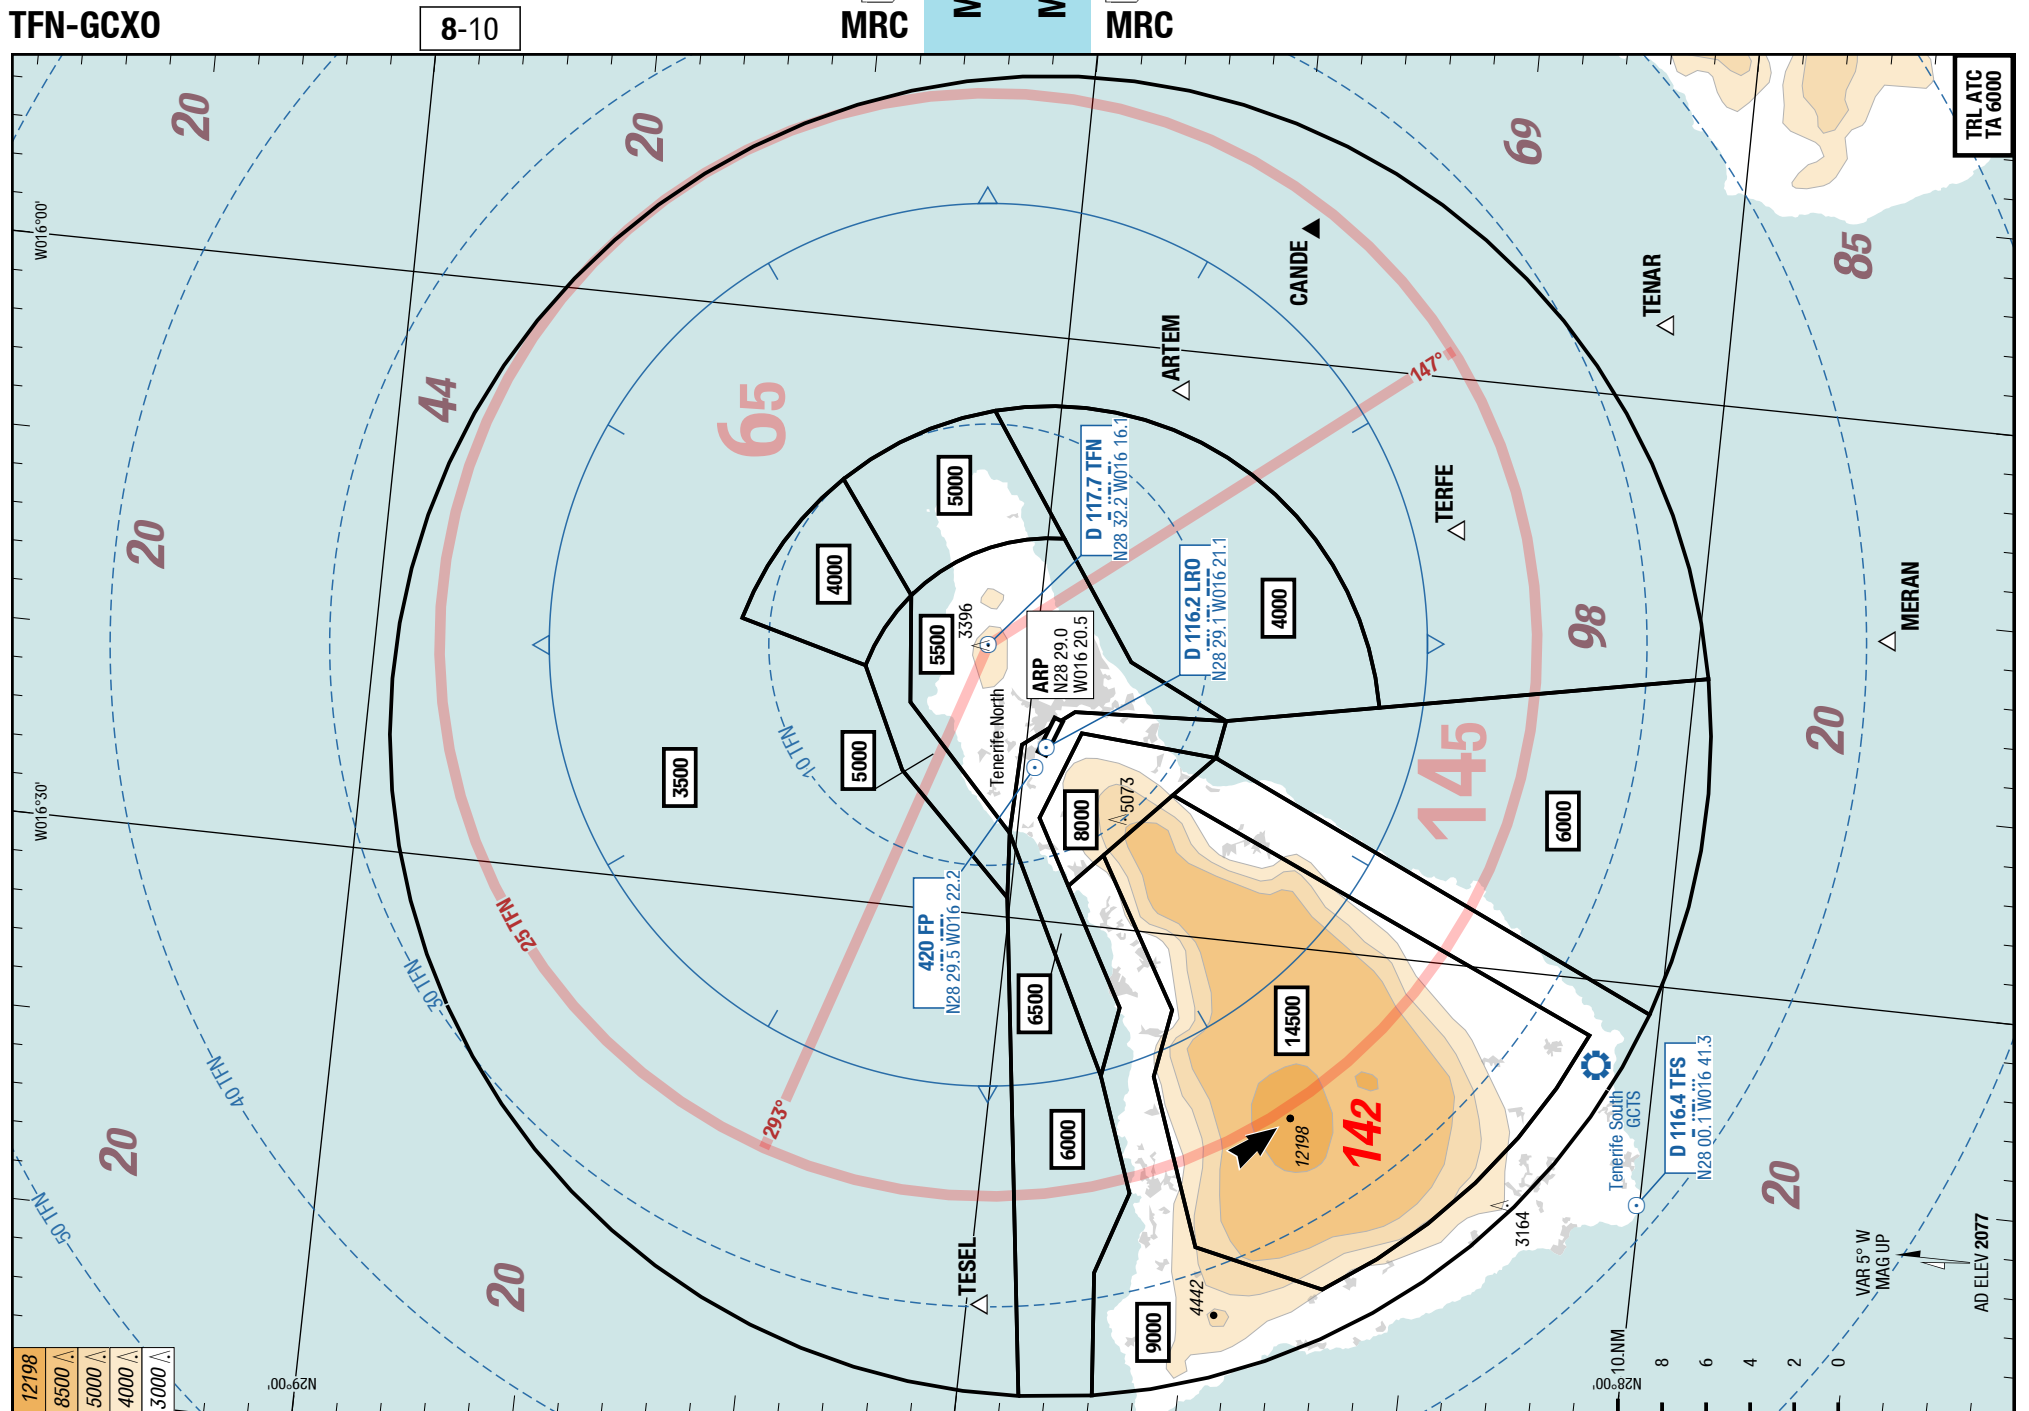 TFN-GCXO
8-10
MRC
M
M
MRC
TRL ATC
TA 6000
20
20
69
W016°00'
85
CANDE
TENAR
ARTEM
44
65
147°
20
5000
D 117.7 TFN
N28 32.2 W016 16.1
TERFE
4000
D 116.2 LRO
N28 29.1 W016 21.1
4000
98
MERAN
5500
3396
ARP
N28 29.0
W016 20.5
Tenerife North
10 TFN
5000
3500
W016°30'
8000
5073
145
6000
20
25 TFN
420 FP
N28 29.5 W016 22.2
30 TFN
6500
14500
40 TFN
293°
6000
12198
142
Tenerife South
GCTS
D 116.4 TFS
N28 00.1 W016 41.3
20
20
50 TFN
20
TESEL
4442
9000
3164
VAR 5° W
MAG UP
AD ELEV 2077
12198
8500
5000
4000
3000
N29°00'
N28°00'
10 NM
8
6
4
2
0